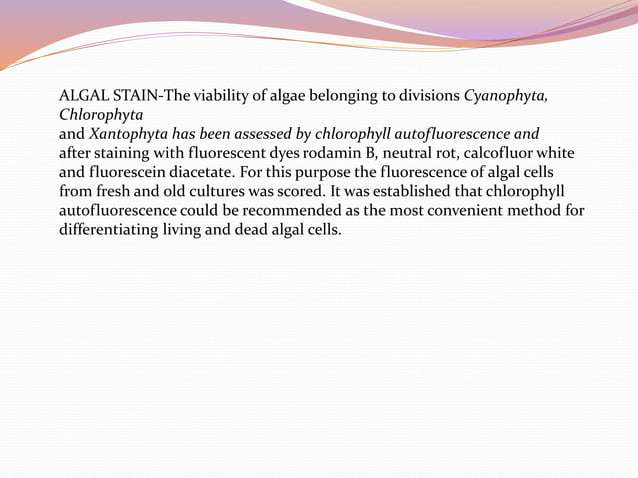 ALGAL STAIN-The viability of algae belonging to divisions Cyanophyta,
Chlorophyta
and Xantophyta has been assessed by chlorophyll autofluorescence and
after staining with fluorescent dyes rodamin B, neutral rot, calcofluor white
and fluorescein diacetate. For this purpose the fluorescence of algal cells
from fresh and old cultures was scored. It was established that chlorophyll
autofluorescence could be recommended as the most convenient method for
differentiating living and dead algal cells.